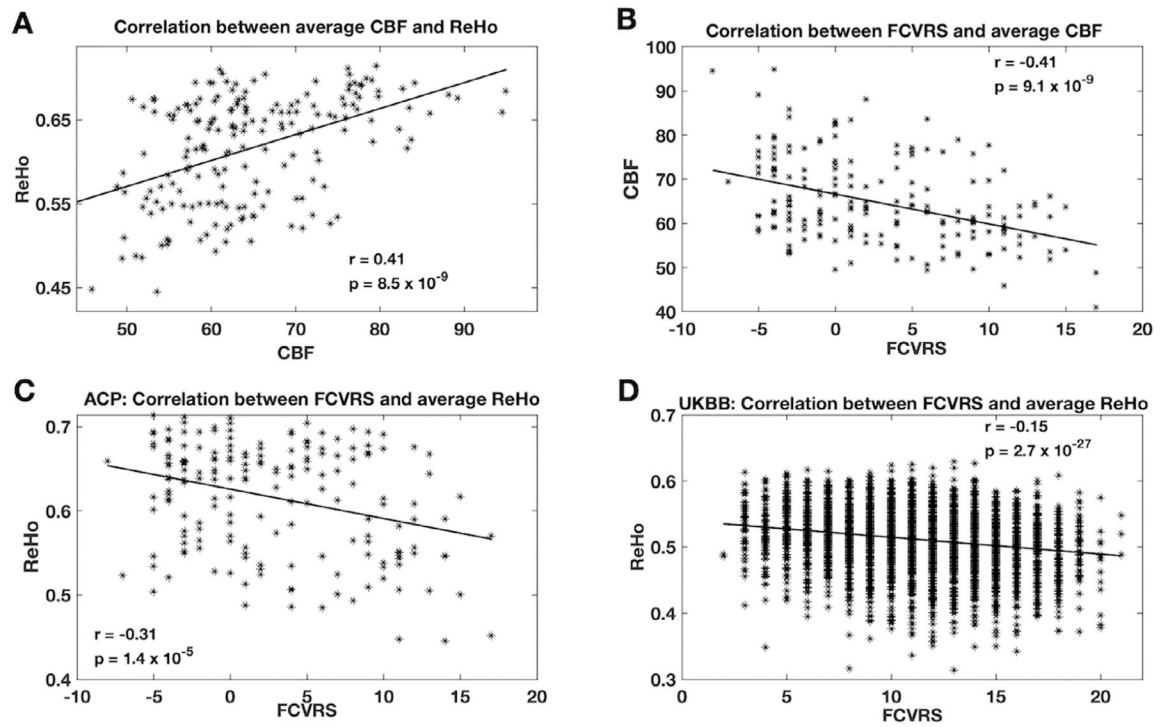 A
Correlation between average CBF and ReHo
ReHo
0.65
0.55
0.45
r = 0.41
p = 8.5 x 10-9
50 60 70 80 90
CBF
B
Correlation between FCVRS and average CBF
r = -0.41
p = 9.1 x 10-9
CBF
100
90
80
70
60
50
40
-10 -5 0 5 10 15 20
FCVRS
C
ACP: Correlation between FCVRS and average ReHo
ReHo
0.7
0.6
0.5
0.4
r = -0.31
p = 1.4 x 10-5
-10 -5 0 5 10 15 20
FCVRS
D
UKBB: Correlation between FCVRS and average ReHo
r = -0.15
p = 2.7 x 10-27
ReHo
0.7
0.6
0.5
0.4
0.3
0 5 10 15 20
FCVRS